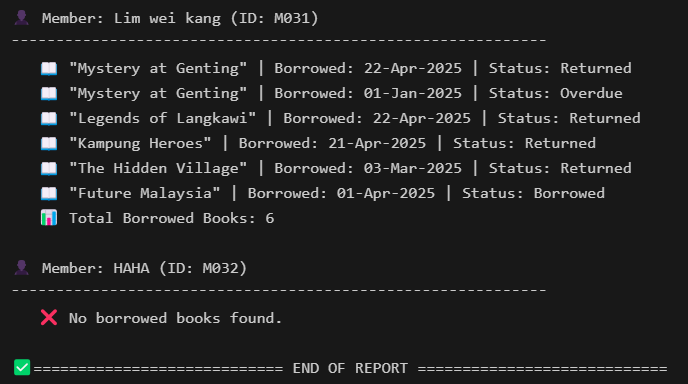 Member: Lim wei kang (ID: M031)
------------------------------------------------------------
"Mystery at Genting" | Borrowed: 22-Apr-2025 | Status: Returned
"Mystery at Genting" | Borrowed: 01-Jan-2025 | Status: Overdue
"Legends of Langkawi" | Borrowed: 22-Apr-2025 | Status: Returned
"Kampung Heroes" | Borrowed: 21-Apr-2025 | Status: Returned
"The Hidden Village" | Borrowed: 03-Mar-2025 | Status: Returned
"Future Malaysia" | Borrowed: 01-Apr-2025 | Status: Borrowed
Total Borrowed Books: 6
Member: HAHA (ID: M032)
------------------------------------------------------------
No borrowed books found.
============================ END OF REPORT ============================